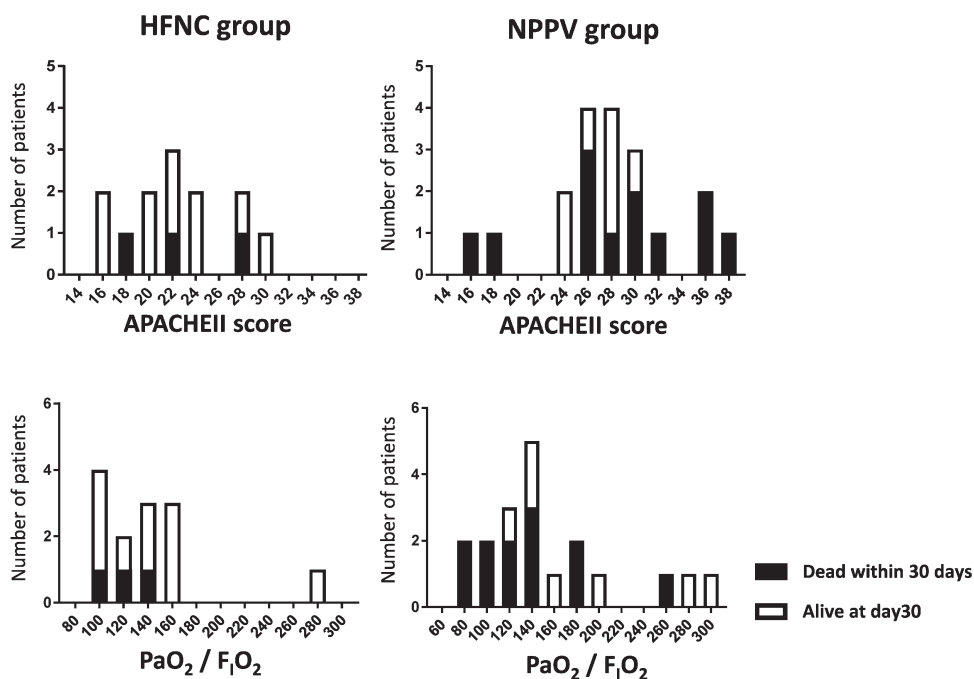 HFNC group
NPPV group
Number of patients
5
4
3
2
1
0
14 16 18 20 22 24 26 28 30 32 34 36 38
APACHEII score
Number of patients
5
4
3
2
1
0
14 16 18 20 22 24 26 28 30 32 34 36 38
APACHEII score
Number of patients
6
4
2
0
80 100 120 140 160 180 200 220 240 260 280 300
PaO₂ / FIO₂
Number of patients
6
4
2
0
60 80 100 120 140 160 180 200 220 240 260 280 300
PaO₂ / FIO₂
Dead within 30 days
Alive at day30